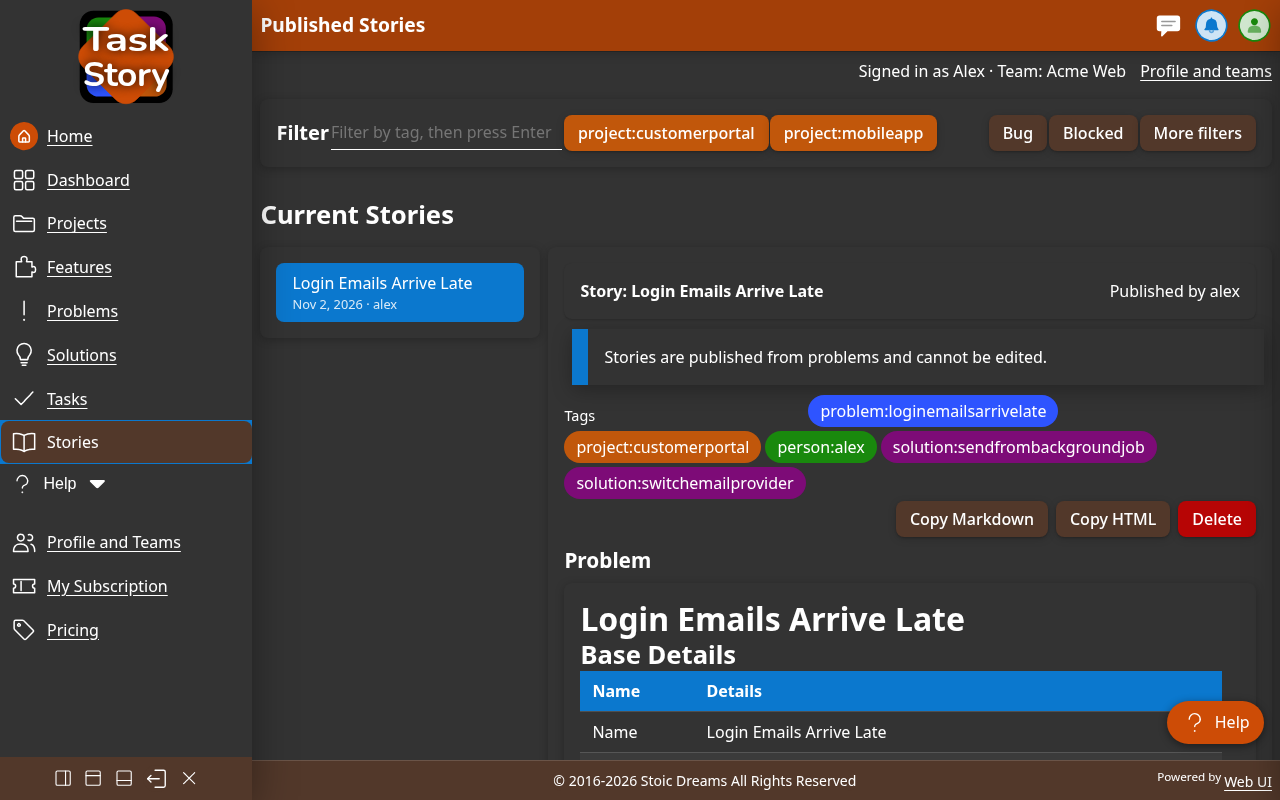 Task
Story
Home
Dashboard
Projects
Features
Problems
Solutions
Tasks
Stories
Help
Profile and Teams
My Subscription
Pricing
Published Stories
Signed in as Alex · Team: Acme Web Profile and teams
Filter Filter by tag, then press Enter project:customerportal project:mobileapp Bug Blocked More filters
Current Stories
Login Emails Arrive Late
Nov 2, 2026 · alex
Story: Login Emails Arrive Late Published by alex
Stories are published from problems and cannot be edited.
Tags problem:loginemailsarrivelate
project:customerportal person:alex solution:sendfrombackgroundjob
solution:switchemailprovider
Copy Markdown Copy HTML Delete
Problem
Login Emails Arrive Late
Base Details
Name Details
Name Login Emails Arrive Late
Help
© 2016-2026 Stoic Dreams All Rights Reserved
Powered by Web UI